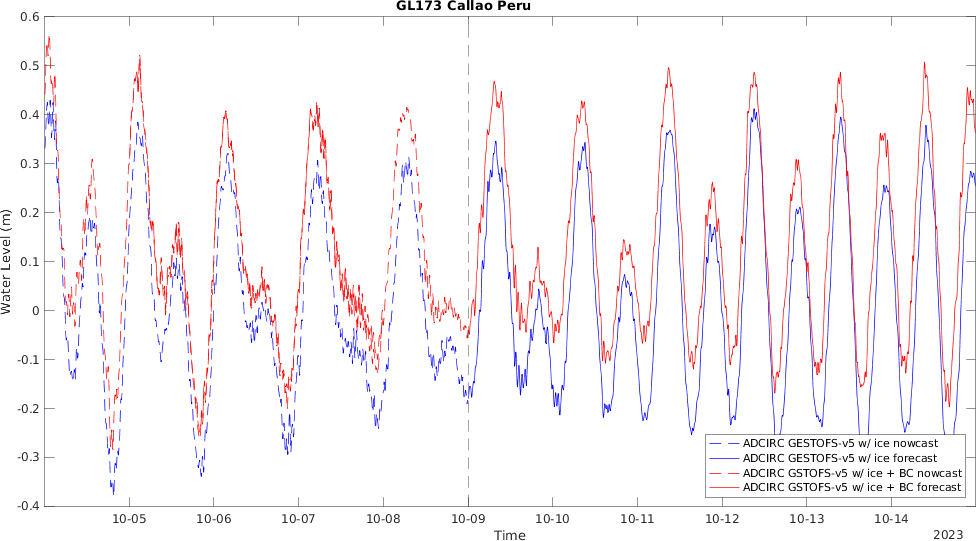 GL173 Callao Peru
0.6
0.5
0.4
0.3
0.2
0.1
0
-0.1
-0.2
-0.3
-0.4
Water Level (m)
ADCIRC GESTOFS-v5 w/ ice nowcast
ADCIRC GESTOFS-v5 w/ ice forecast
ADCIRC GSTOFS-v5 w/ ice + BC nowcast
ADCIRC GSTOFS-v5 w/ ice + BC forecast
10-05 10-06 10-07 10-08 10-09 10-10 10-11 10-12 10-13 10-14
Time
2023